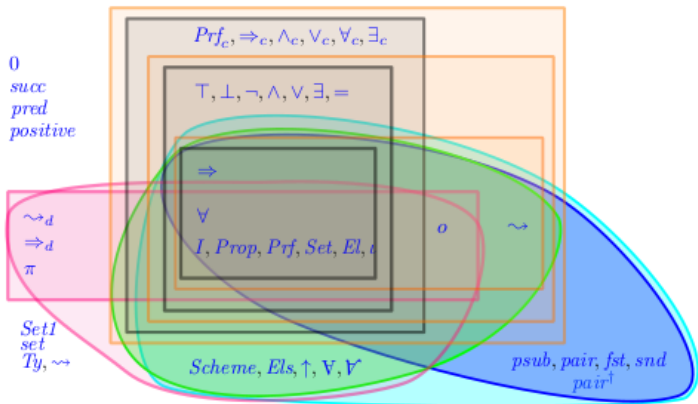 Prf_c, ⇒_c, ∧_c, ∨_c, ∀_c, ∃_c
0
succ
pred
positive
⊤, ⊥, ¬, ∧, ∨, ∃, =
⇒
∀
I, Prop, Prf, Set, El, ι
o
⇝
⇝_d
⇒_d
π
Set1
set
Ty, ⇝
Scheme, Els, ↑,
psub, pair, fst, snd
pair†